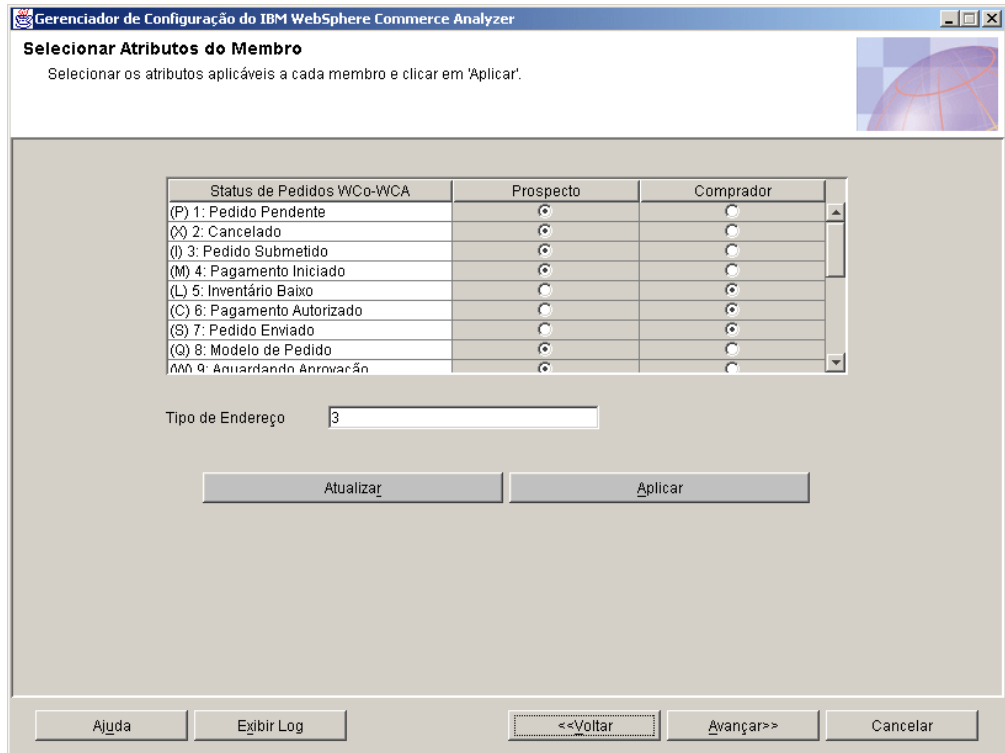 Gerenciador de Configuração do IBM WebSphere Commerce Analyzer
Selecionar Atributos do Membro
Selecionar os atributos aplicáveis a cada membro e clicar em 'Aplicar'.
Status de Pedidos WCo-WCA Prospecto Comprador
(P) 1: Pedido Pendente
(X) 2: Cancelado
(I) 3: Pedido Submetido
(M) 4: Pagamento Iniciado
(L) 5: Inventário Baixo
(C) 6: Pagamento Autorizado
(S) 7: Pedido Enviado
(Q) 8: Modelo de Pedido
(W) 9: Aguardando Aprovação
Tipo de Endereço 3
Atualizar Aplicar
Ajuda Exibir Log <<Voltar Avançar>> Cancelar